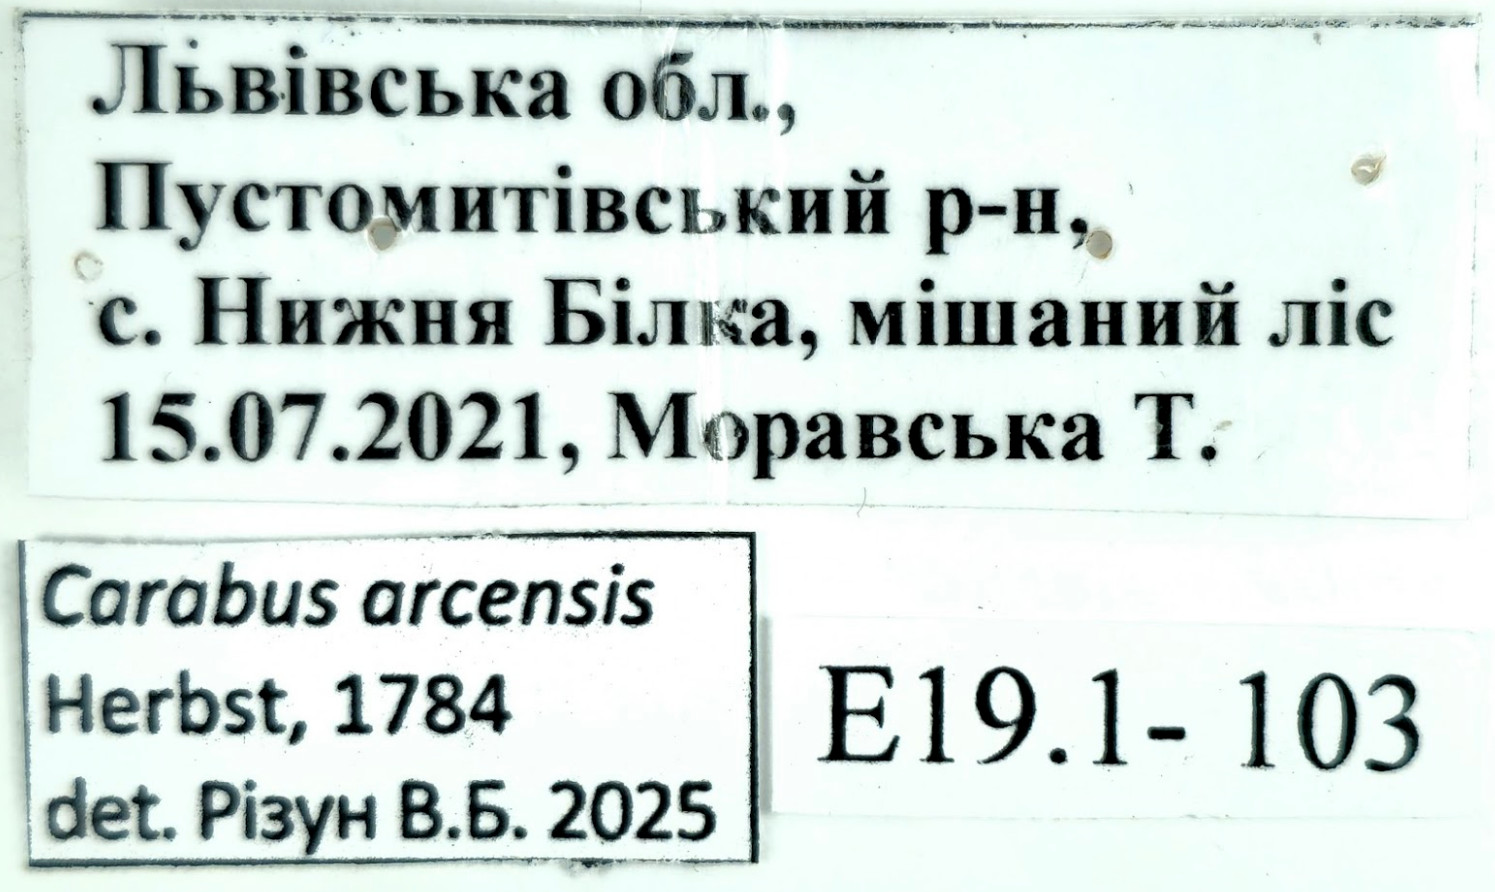 Львівська обл.,
Пустомитівський р-н,
с. Нижня Білка, мішаний ліс
15.07.2021, Моравська Т.
Carabus arcensis
Herbst, 1784
det. Різун В.Б. 2025
E19.1- 103